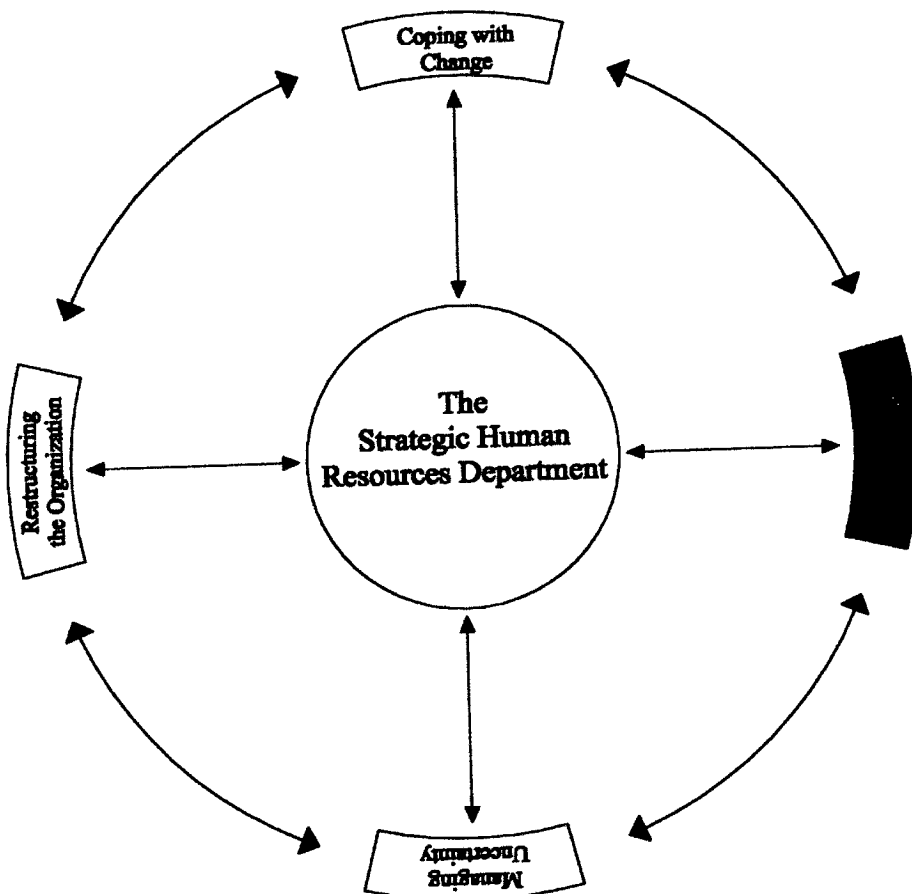 Coping with
Change
The
Strategic Human
Resources Department
Restructuring
the Organization
Managing
Uncertainty